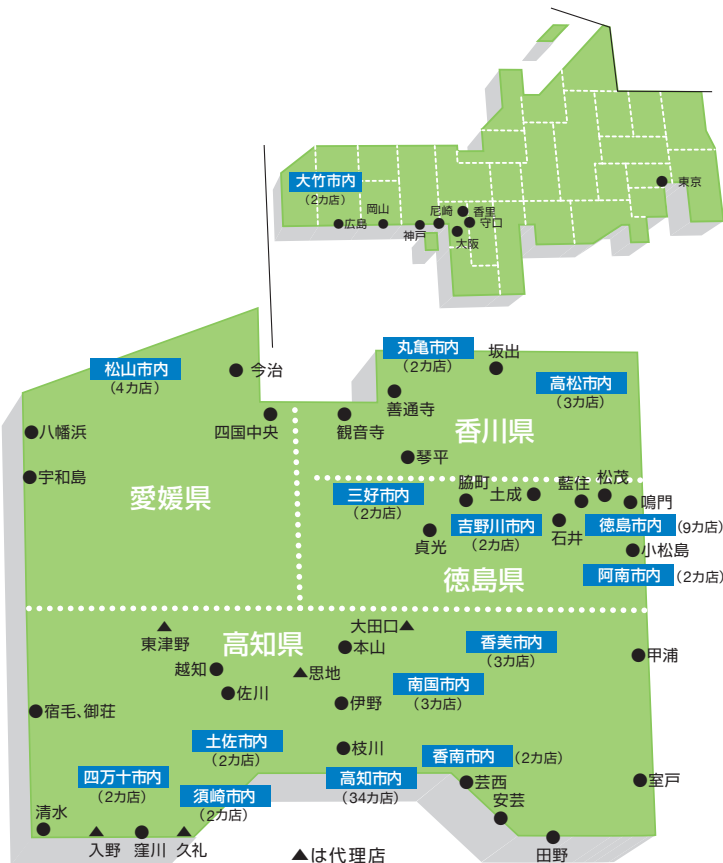 大竹市内
(2カ店)
岡山
広島
神戸
尼崎
香里
守口
大阪
東京
松山市内
(4カ店)
今治
丸亀市内
(2カ店)
坂出
高松市内
(3カ店)
善通寺
八幡浜
四国中央
観音寺
香川県
琴平
宇和島
愛媛県
三好市内
(2カ店)
脇町
土成
藍住
松茂
鳴門
貞光
吉野川市内
(2カ店)
石井
徳島市内(9カ店)
小松島
徳島県
阿南市内(2カ店)
東津野
高知県
大田口
本山
香美市内
(3カ店)
甲浦
越知
思地
佐川
伊野
南国市内
(3カ店)
宿毛、御荘
土佐市内
(2カ店)
枝川
香南市内(2カ店)
四万十市内
(2カ店)
須崎市内
(2カ店)
高知市内
(34カ店)
芸西
室戸
安芸
清水
入野
窪川
久礼
田野
▲は代理店